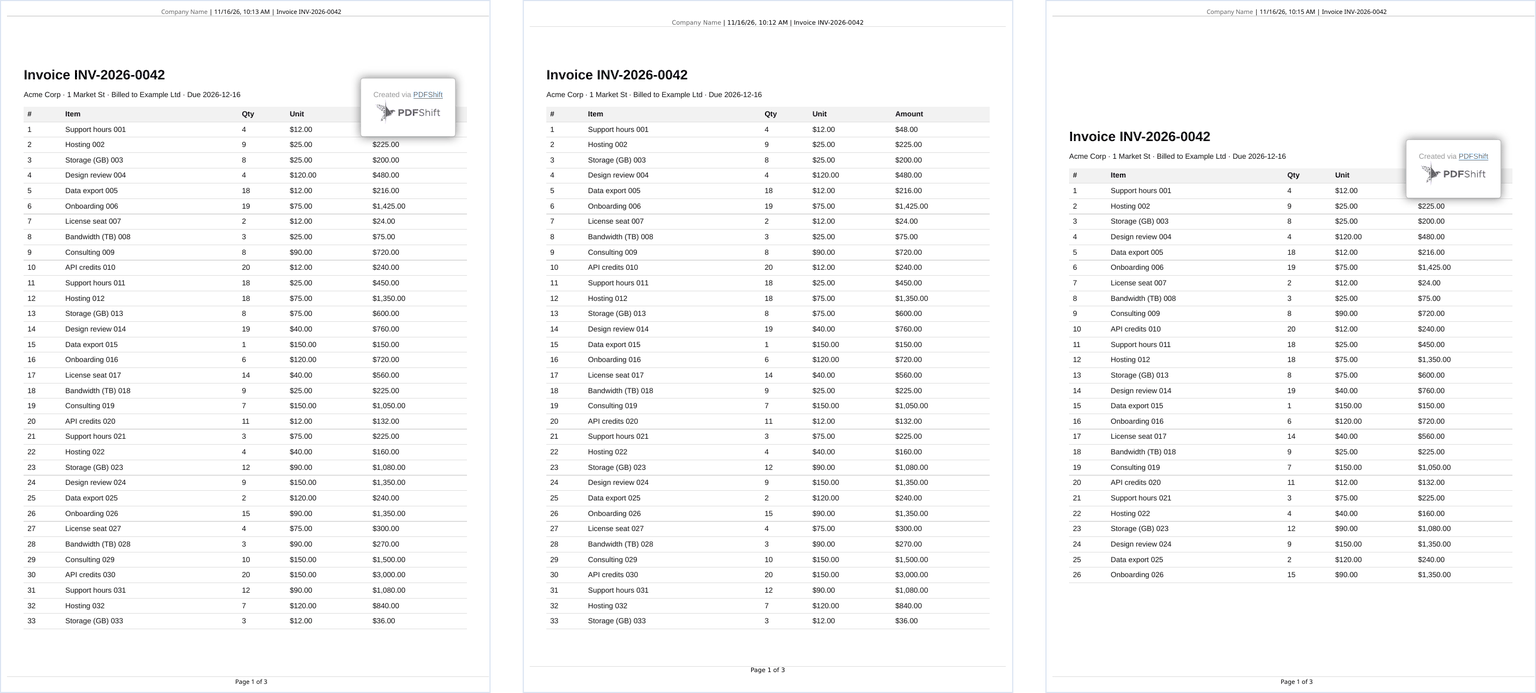 Company Name | 11/16/26, 10:13 AM | Invoice INV-2026-0042
Invoice INV-2026-0042
Acme Corp · 1 Market St · Billed to Example Ltd · Due 2026-12-16
Created via PDFShift
PDFShift
# Item Qty Unit
1 Support hours 001 4 $12.00
2 Hosting 002 9 $25.00 $225.00
3 Storage (GB) 003 8 $25.00 $200.00
4 Design review 004 4 $120.00 $480.00
5 Data export 005 18 $12.00 $216.00
6 Onboarding 006 19 $75.00 $1,425.00
7 License seat 007 2 $12.00 $24.00
8 Bandwidth (TB) 008 3 $25.00 $75.00
9 Consulting 009 8 $90.00 $720.00
10 API credits 010 20 $12.00 $240.00
11 Support hours 011 18 $25.00 $450.00
12 Hosting 012 18 $75.00 $1,350.00
13 Storage (GB) 013 8 $75.00 $600.00
14 Design review 014 19 $40.00 $760.00
15 Data export 015 1 $150.00 $150.00
16 Onboarding 016 6 $120.00 $720.00
17 License seat 017 14 $40.00 $560.00
18 Bandwidth (TB) 018 9 $25.00 $225.00
19 Consulting 019 7 $150.00 $1,050.00
20 API credits 020 11 $12.00 $132.00
21 Support hours 021 3 $75.00 $225.00
22 Hosting 022 4 $40.00 $160.00
23 Storage (GB) 023 12 $90.00 $1,080.00
24 Design review 024 9 $150.00 $1,350.00
25 Data export 025 2 $120.00 $240.00
26 Onboarding 026 15 $90.00 $1,350.00
27 License seat 027 4 $75.00 $300.00
28 Bandwidth (TB) 028 3 $90.00 $270.00
29 Consulting 029 10 $150.00 $1,500.00
30 API credits 030 20 $150.00 $3,000.00
31 Support hours 031 12 $90.00 $1,080.00
32 Hosting 032 7 $120.00 $840.00
33 Storage (GB) 033 3 $12.00 $36.00
Page 1 of 3
Company Name | 11/16/26, 10:12 AM | Invoice INV-2026-0042
Invoice INV-2026-0042
Acme Corp · 1 Market St · Billed to Example Ltd · Due 2026-12-16
# Item Qty Unit Amount
1 Support hours 001 4 $12.00 $48.00
2 Hosting 002 9 $25.00 $225.00
3 Storage (GB) 003 8 $25.00 $200.00
4 Design review 004 4 $120.00 $480.00
5 Data export 005 18 $12.00 $216.00
6 Onboarding 006 19 $75.00 $1,425.00
7 License seat 007 2 $12.00 $24.00
8 Bandwidth (TB) 008 3 $25.00 $75.00
9 Consulting 009 8 $90.00 $720.00
10 API credits 010 20 $12.00 $240.00
11 Support hours 011 18 $25.00 $450.00
12 Hosting 012 18 $75.00 $1,350.00
13 Storage (GB) 013 8 $75.00 $600.00
14 Design review 014 19 $40.00 $760.00
15 Data export 015 1 $150.00 $150.00
16 Onboarding 016 6 $120.00 $720.00
17 License seat 017 14 $40.00 $560.00
18 Bandwidth (TB) 018 9 $25.00 $225.00
19 Consulting 019 7 $150.00 $1,050.00
20 API credits 020 11 $12.00 $132.00
21 Support hours 021 3 $75.00 $225.00
22 Hosting 022 4 $40.00 $160.00
23 Storage (GB) 023 12 $90.00 $1,080.00
24 Design review 024 9 $150.00 $1,350.00
25 Data export 025 2 $120.00 $240.00
26 Onboarding 026 15 $90.00 $1,350.00
27 License seat 027 4 $75.00 $300.00
28 Bandwidth (TB) 028 3 $90.00 $270.00
29 Consulting 029 10 $150.00 $1,500.00
30 API credits 030 20 $150.00 $3,000.00
31 Support hours 031 12 $90.00 $1,080.00
32 Hosting 032 7 $120.00 $840.00
33 Storage (GB) 033 3 $12.00 $36.00
Page 1 of 3
Company Name | 11/16/26, 10:15 AM | Invoice INV-2026-0042
Invoice INV-2026-0042
Acme Corp · 1 Market St · Billed to Example Ltd · Due 2026-12-16
Created via PDFShift
PDFShift
# Item Qty Unit
1 Support hours 001 4 $12.00
2 Hosting 002 9 $25.00 $225.00
3 Storage (GB) 003 8 $25.00 $200.00
4 Design review 004 4 $120.00 $480.00
5 Data export 005 18 $12.00 $216.00
6 Onboarding 006 19 $75.00 $1,425.00
7 License seat 007 2 $12.00 $24.00
8 Bandwidth (TB) 008 3 $25.00 $75.00
9 Consulting 009 8 $90.00 $720.00
10 API credits 010 20 $12.00 $240.00
11 Support hours 011 18 $25.00 $450.00
12 Hosting 012 18 $75.00 $1,350.00
13 Storage (GB) 013 8 $75.00 $600.00
14 Design review 014 19 $40.00 $760.00
15 Data export 015 1 $150.00 $150.00
16 Onboarding 016 6 $120.00 $720.00
17 License seat 017 14 $40.00 $560.00
18 Bandwidth (TB) 018 9 $25.00 $225.00
19 Consulting 019 7 $150.00 $1,050.00
20 API credits 020 11 $12.00 $132.00
21 Support hours 021 3 $75.00 $225.00
22 Hosting 022 4 $40.00 $160.00
23 Storage (GB) 023 12 $90.00 $1,080.00
24 Design review 024 9 $150.00 $1,350.00
25 Data export 025 2 $120.00 $240.00
26 Onboarding 026 15 $90.00 $1,350.00
Page 1 of 3